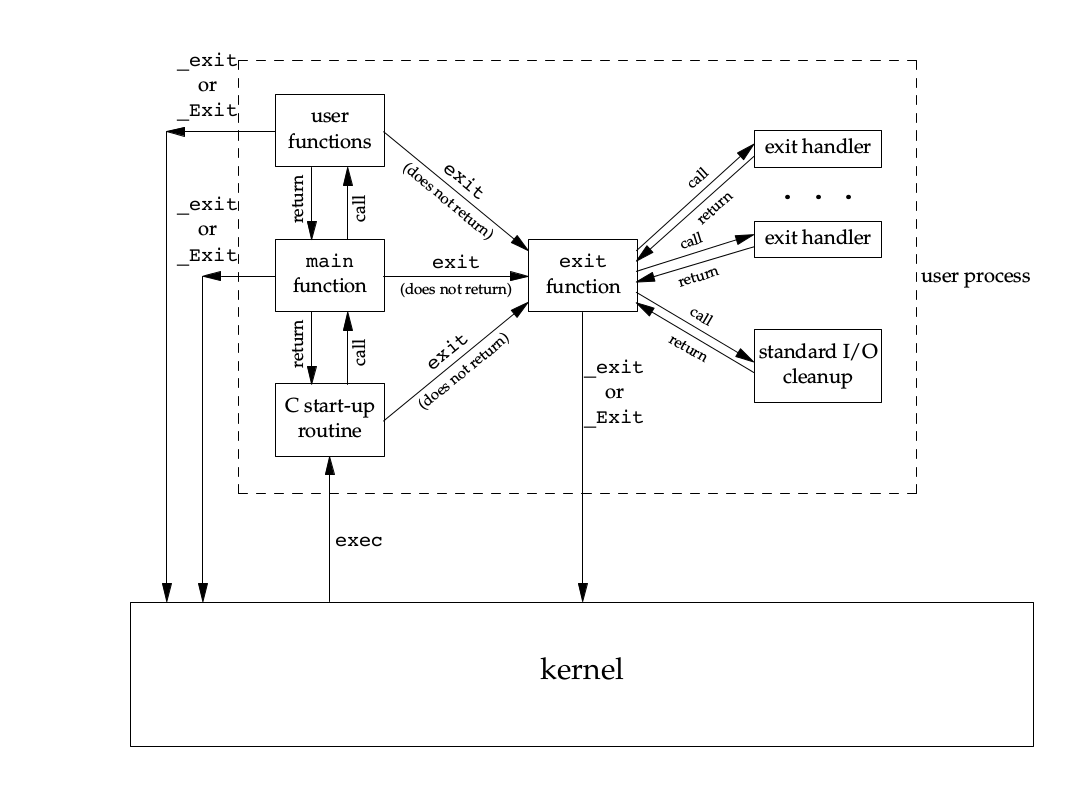 _exit
or
_Exit
user
functions
exit
(does not return)
return
call
exit handler
call
return
. . .
_exit
or
_Exit
main
function
exit
(does not return)
exit
function
call
return
exit handler
user process
return
call
exit
(does not return)
call
return
standard I/O
cleanup
C start-up
routine
_exit
or
_Exit
exec
kernel